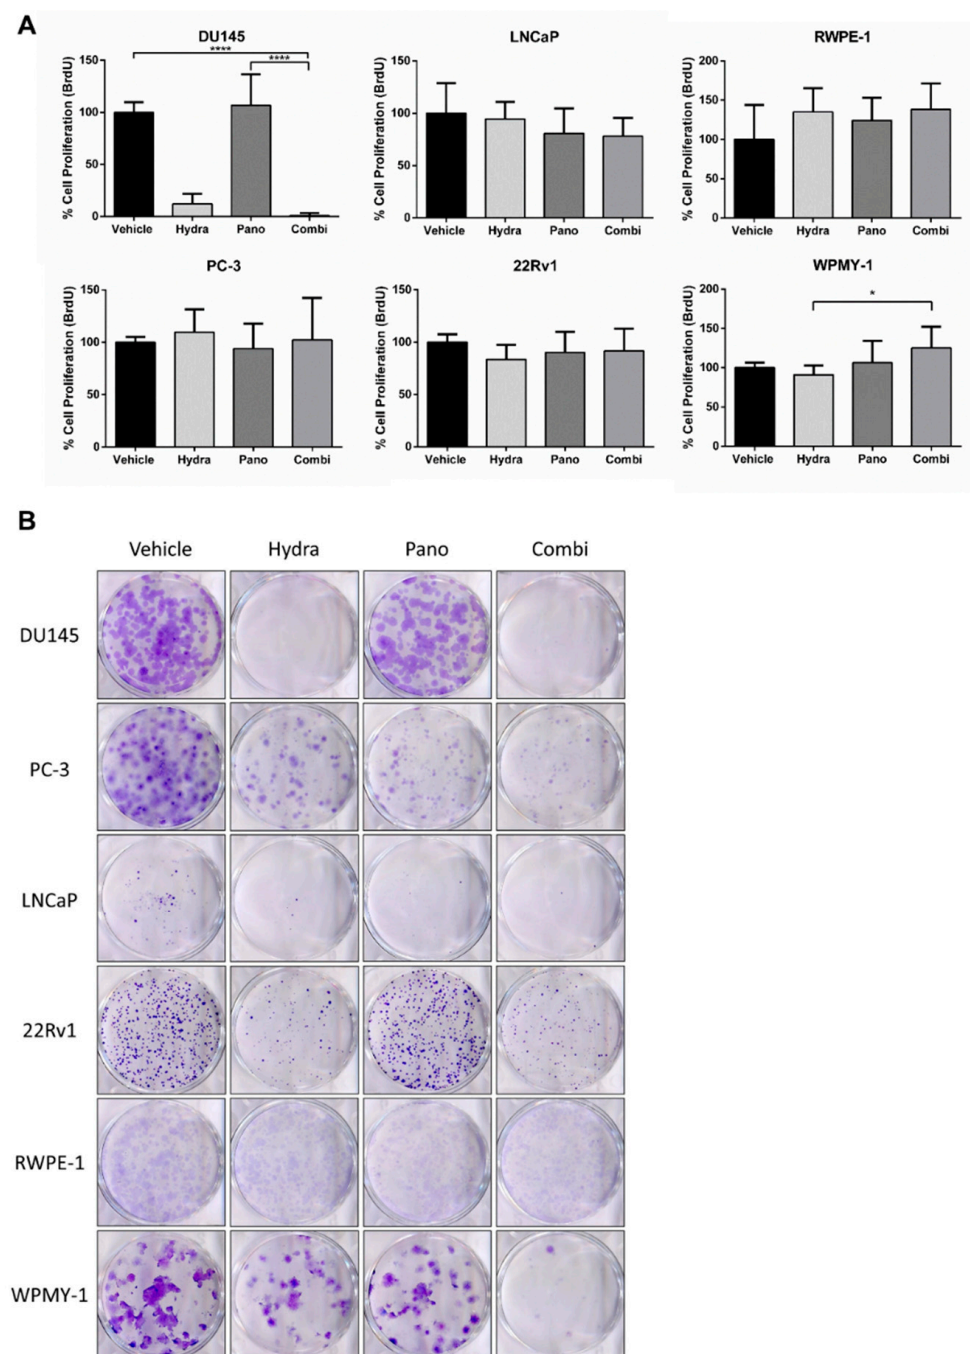 A
DU145
% Cell Proliferation (BrdU)
150
100
50
0
****
****
Vehicle Hydra Pano Combi
LNCaP
% Cell Proliferation (BrdU)
150
100
50
0
Vehicle Hydra Pano Combi
RWPE-1
% Cell Proliferation (BrdU)
200
150
100
50
0
Vehicle Hydra Pano Combi
PC-3
% Cell Proliferation (BrdU)
150
100
50
0
Vehicle Hydra Pano Combi
22Rv1
% Cell Proliferation (BrdU)
150
100
50
0
Vehicle Hydra Pano Combi
WPMY-1
% Cell Proliferation (BrdU)
200
150
100
50
0
*
Vehicle Hydra Pano Combi
B
Vehicle Hydra Pano Combi
DU145
PC-3
LNCaP
22Rv1
RWPE-1
WPMY-1